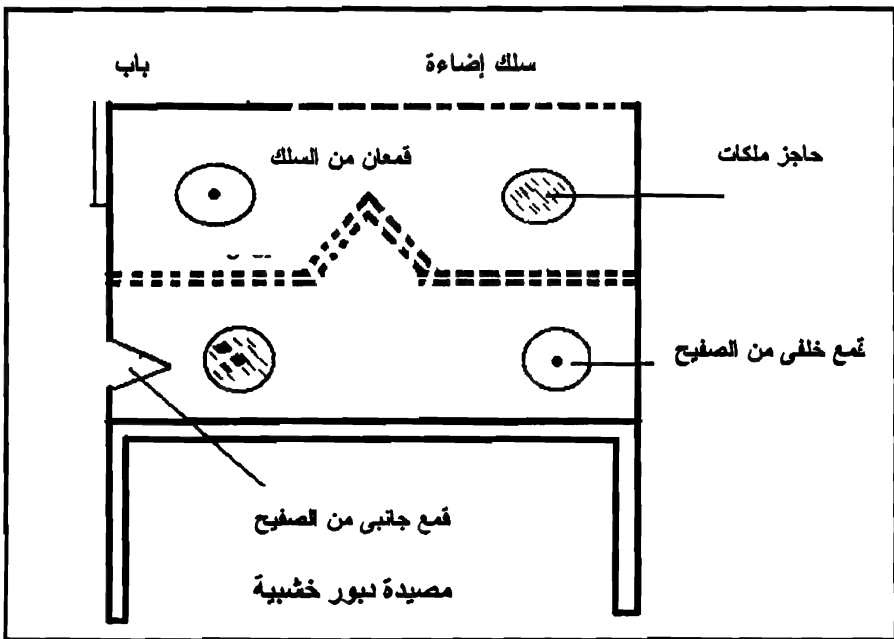 سلك إضاءة
باب
قمعان من السلك
حاجز ملكات
قمع خلفى من الصفيح
قمع جانبى من الصفيح
مصيدة دبور خشبية